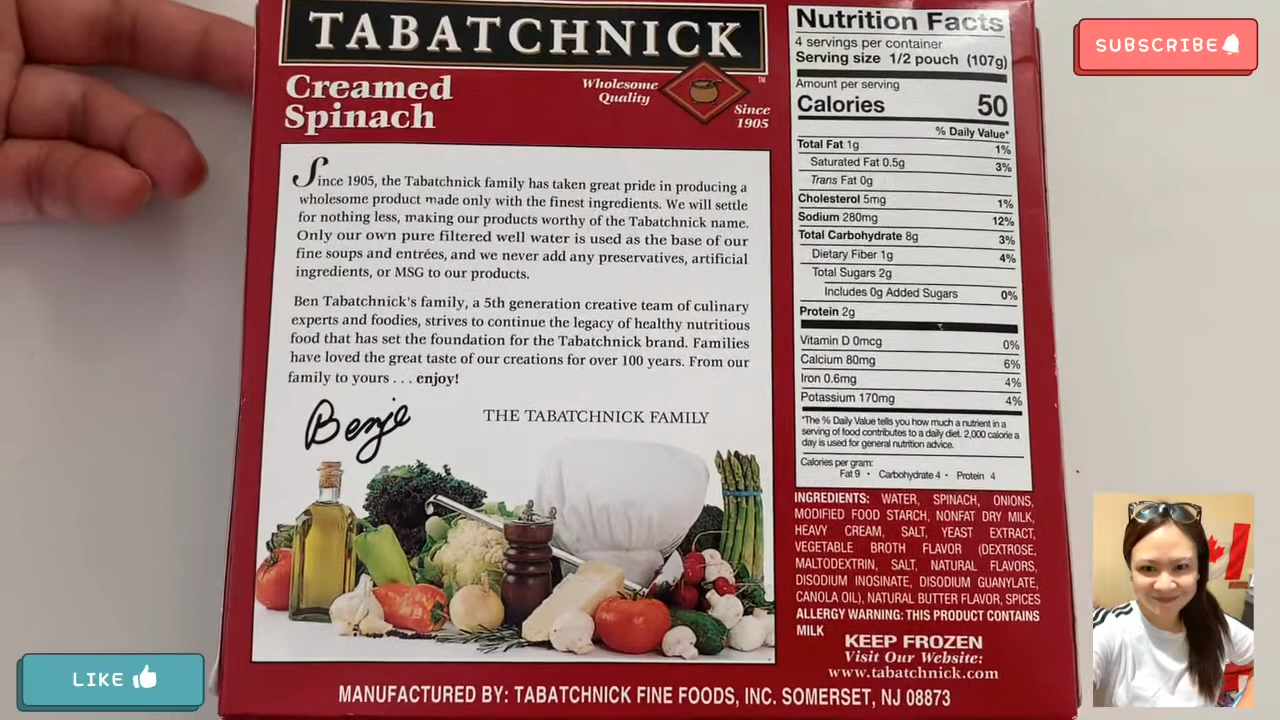 TABATCHNICK
Creamed
Spinach
Wholesome
Quality
™
Since
1905
Since 1905, the Tabatchnick family has taken great pride in producing a
wholesome product made only with the finest ingredients. We will settle
for nothing less, making our products worthy of the Tabatchnick name.
Only our own pure filtered well water is used as the base of our
fine soups and entrées, and we never add any preservatives, artificial
ingredients, or MSG to our products.
Ben Tabatchnick's family, a 5th generation creative team of culinary
experts and foodies, strives to continue the legacy of healthy nutritious
food that has set the foundation for the Tabatchnick brand. Families
have loved the great taste of our creations for over 100 years. From our
family to yours . . . enjoy!
Benjie
THE TABATCHNICK FAMILY
Nutrition Facts
4 servings per container
Serving size 1/2 pouch (107g)
Amount per serving
Calories 50
% Daily Value*
Total Fat 1g 1%
Saturated Fat 0.5g 3%
Trans Fat 0g
Cholesterol 5mg 1%
Sodium 280mg 12%
Total Carbohydrate 8g 3%
Dietary Fiber 1g 4%
Total Sugars 2g
Includes 0g Added Sugars 0%
Protein 2g
Vitamin D 0mcg 0%
Calcium 80mg 6%
Iron 0.6mg 4%
Potassium 170mg 4%
*The % Daily Value tells you how much a nutrient in a
serving of food contributes to a daily diet. 2,000 calorie a
day is used for general nutrition advice.
Calories per gram:
Fat 9 • Carbohydrate 4 • Protein 4
INGREDIENTS: WATER, SPINACH, ONIONS,
MODIFIED FOOD STARCH, NONFAT DRY MILK,
HEAVY CREAM, SALT, YEAST EXTRACT,
VEGETABLE BROTH FLAVOR (DEXTROSE,
MALTODEXTRIN, SALT, NATURAL FLAVORS,
DISODIUM INOSINATE, DISODIUM GUANYLATE,
CANOLA OIL), NATURAL BUTTER FLAVOR, SPICES
ALLERGY WARNING: THIS PRODUCT CONTAINS
MILK
KEEP FROZEN
Visit Our Website:
www.tabatchnick.com
MANUFACTURED BY: TABATCHNICK FINE FOODS, INC. SOMERSET, NJ 08873
SUBSCRIBE
LIKE